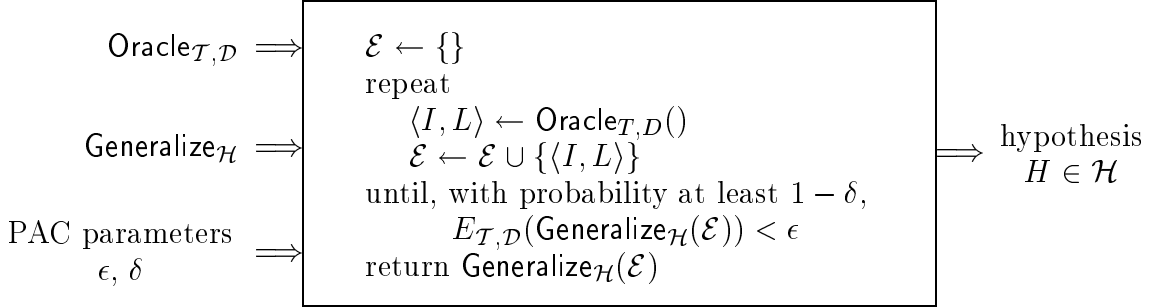 Oracle_{𝒯,𝒟} ⟹
Generalize_ℋ ⟹
PAC parameters
ϵ, δ ⟹
ℰ ← {}
repeat
⟨I, L⟩ ← Oracle_{T,D}()
ℰ ← ℰ ∪ {⟨I, L⟩}
until, with probability at least 1 − δ,
E_{𝒯,𝒟}(Generalize_ℋ(ℰ)) < ϵ
return Generalize_ℋ(ℰ)
⟹ hypothesis
H ∈ ℋ